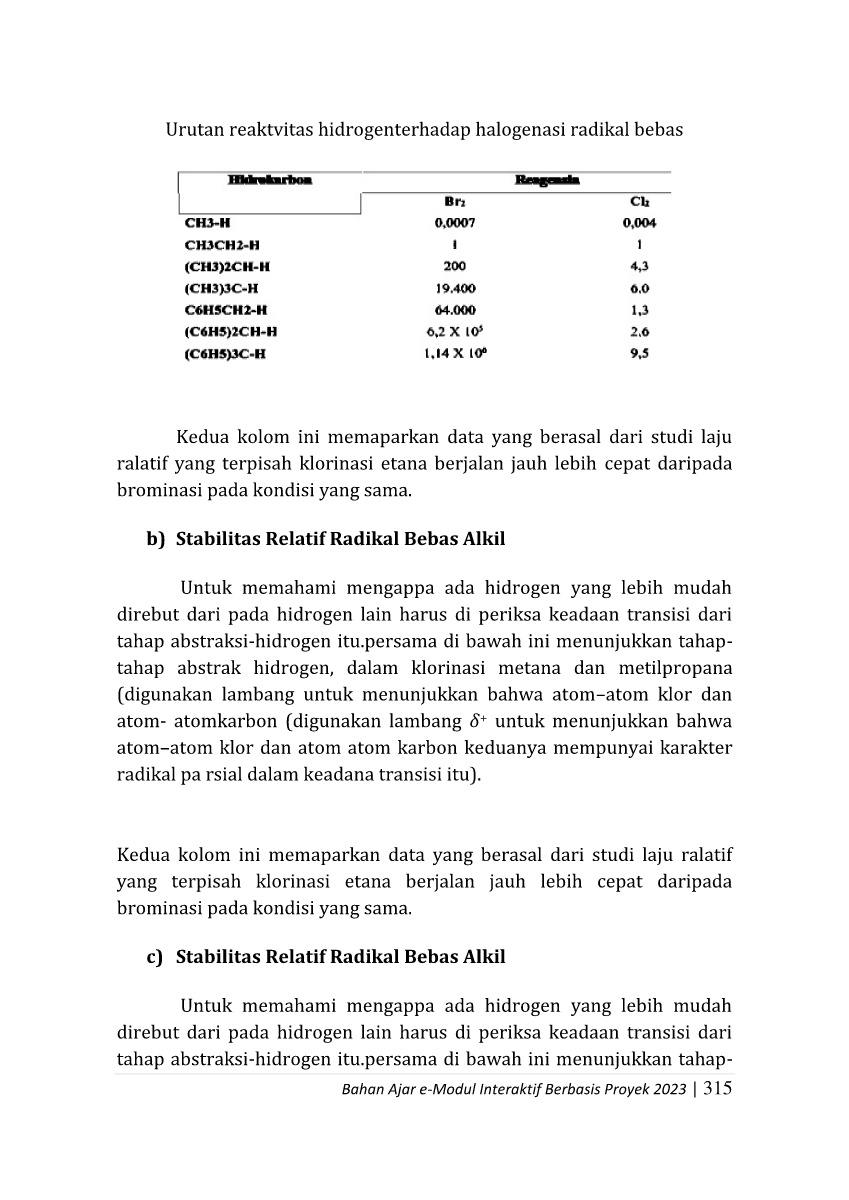 Urutan reaktvitas hidrogenterhadap halogenasi radikal bebas
Hidrokarbon Reagensia
Br₂ Cl₂
CH3-H 0,0007 0,004
CH3CH2-H 1 1
(CH3)2CH-H 200 4,3
(CH3)3C-H 19.400 6.0
C6H5CH2-H 64.000 1,3
(C6H5)2CH-H 6,2 X 10⁵ 2.6
(C6H5)3C-H 1,14 X 10⁶ 9,5
Kedua kolom ini memaparkan data yang berasal dari studi laju
ralatif yang terpisah klorinasi etana berjalan jauh lebih cepat daripada
brominasi pada kondisi yang sama.
b) Stabilitas Relatif Radikal Bebas Alkil
Untuk memahami mengappa ada hidrogen yang lebih mudah
direbut dari pada hidrogen lain harus di periksa keadaan transisi dari
tahap abstraksi-hidrogen itu.persama di bawah ini menunjukkan tahap-
tahap abstrak hidrogen, dalam klorinasi metana dan metilpropana
(digunakan lambang untuk menunjukkan bahwa atom–atom klor dan
atom- atomkarbon (digunakan lambang 𝛿⁺ untuk menunjukkan bahwa
atom–atom klor dan atom atom karbon keduanya mempunyai karakter
radikal pa rsial dalam keadana transisi itu).
Kedua kolom ini memaparkan data yang berasal dari studi laju ralatif
yang terpisah klorinasi etana berjalan jauh lebih cepat daripada
brominasi pada kondisi yang sama.
c) Stabilitas Relatif Radikal Bebas Alkil
Untuk memahami mengappa ada hidrogen yang lebih mudah
direbut dari pada hidrogen lain harus di periksa keadaan transisi dari
tahap abstraksi-hidrogen itu.persama di bawah ini menunjukkan tahap-
Bahan Ajar e-Modul Interaktif Berbasis Proyek 2023 | 315